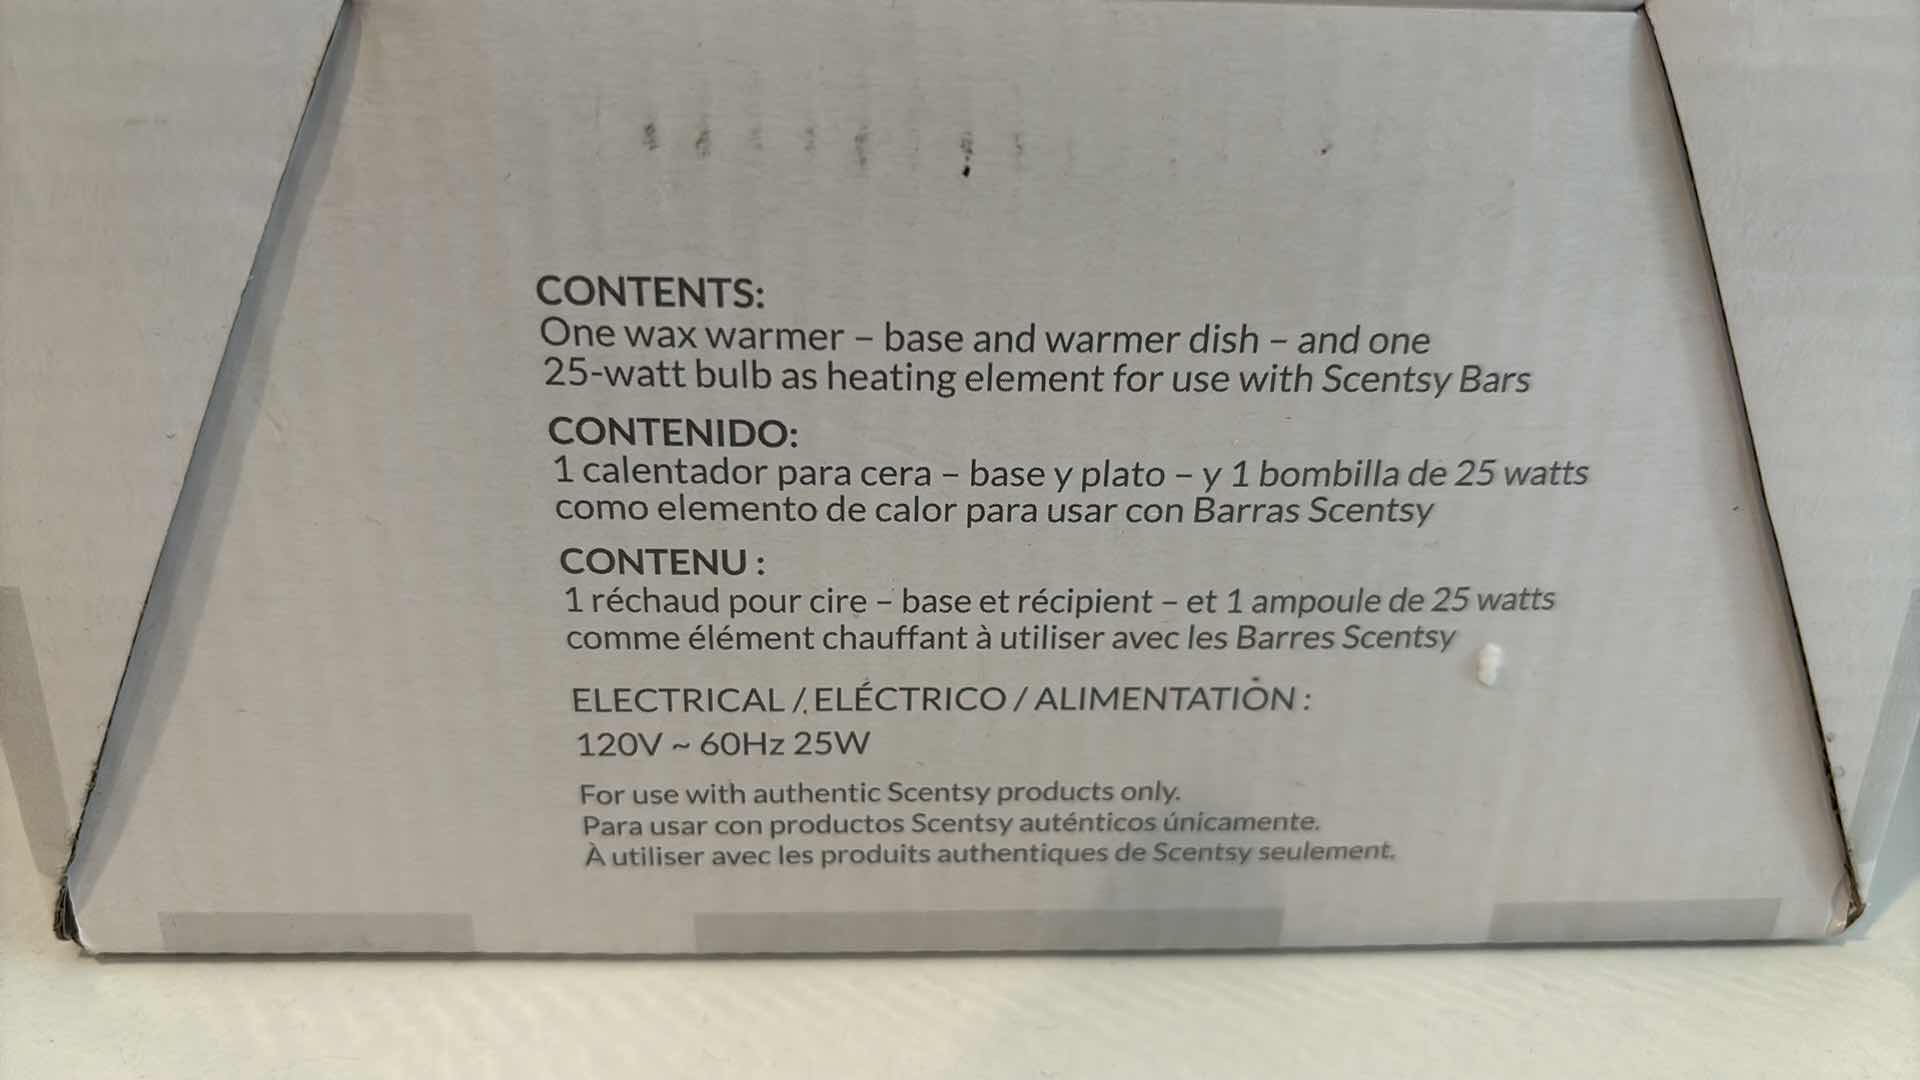 CONTENTS:
One wax warmer – base and warmer dish – and one
25-watt bulb as heating element for use with Scentsy Bars
CONTENIDO:
1 calentador para cera – base y plato – y 1 bombilla de 25 watts
como elemento de calor para usar con Barras Scentsy
CONTENU :
1 réchaud pour cire – base et récipient – et 1 ampoule de 25 watts
comme élément chauffant à utiliser avec les Barres Scentsy
ELECTRICAL / ELÉCTRICO / ALIMENTATION :
120V ~ 60Hz 25W
For use with authentic Scentsy products only.
Para usar con productos Scentsy auténticos únicamente.
À utiliser avec les produits authentiques de Scentsy seulement.